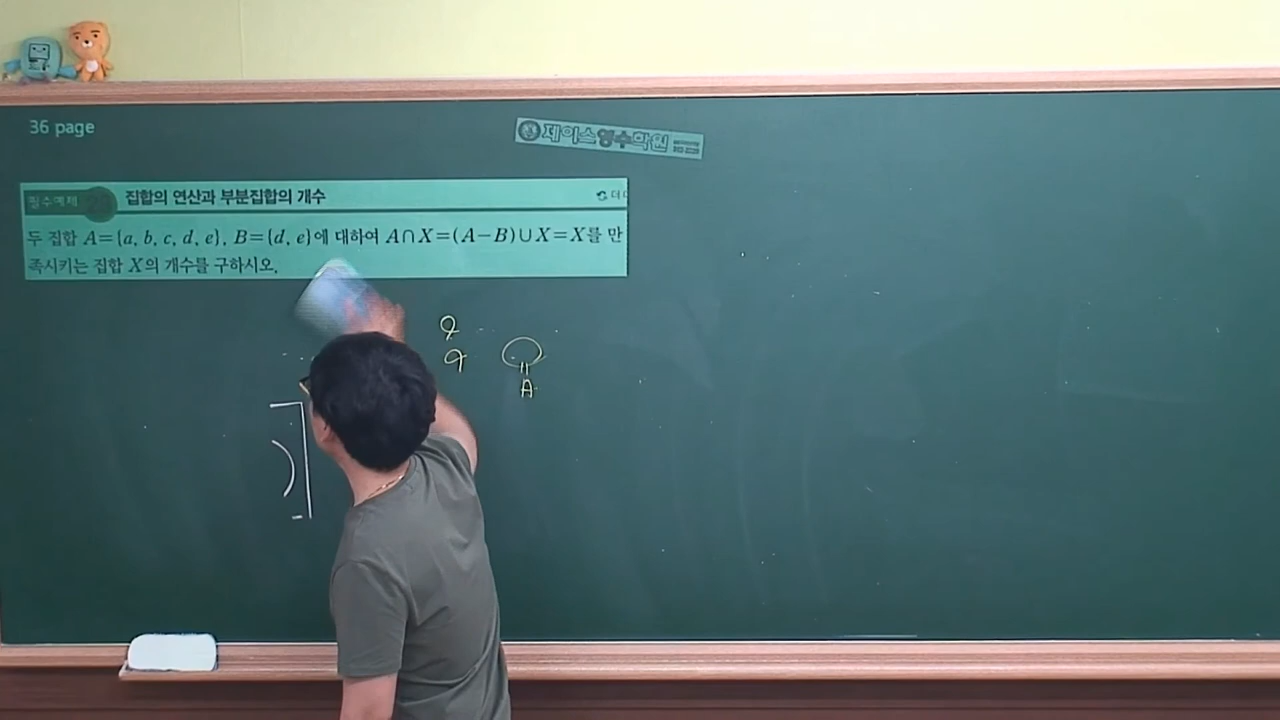 36 page
제이스영수학원
필수예제 23 집합의 연산과 부분집합의 개수
두 집합 A={a, b, c, d, e}, B={d, e}에 대하여 A∩X=(A-B)∪X=X를 만
족시키는 집합 X의 개수를 구하시오.
A